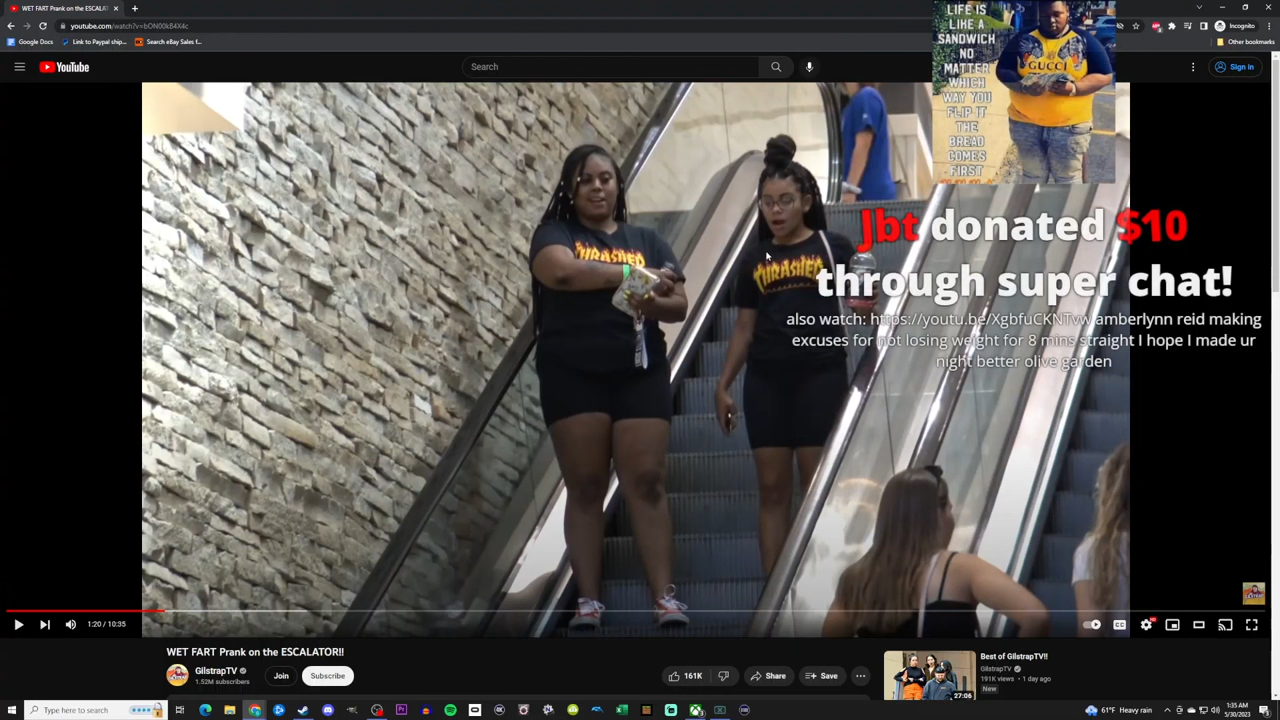 WET FART Prank on the ESCALAT
youtube.com/watch?v=bON00kB4X4c
Incognito
Google Docs
Link to Paypal ship...
Search eBay Sales f...
Other bookmarks
YouTube
Search
Sign in
LIFE IS
LIKE A
SANDWICH
NO
MATTER
WHICH
WAY YOU
FLIP IT
THE
BREAD
COMES
FIRST
GUCCI
THRASHER
THRASHER
Jbt donated $10
through super chat!
also watch: https://youtu.be/XgbfuCKNTvw amberlynn reid making
excuses for not losing weight for 8 mins straight I hope I made ur
night better olive garden
1:20 / 10:35
CC
WET FART Prank on the ESCALATOR!!
GilstrapTV
1.52M subscribers
Join
Subscribe
161K
Share
Save
Best of GilstrapTV!!
GilstrapTV
191K views • 1 day ago
New
27:06
Type here to search
61°F Heavy rain
1:35 AM
5/30/2023